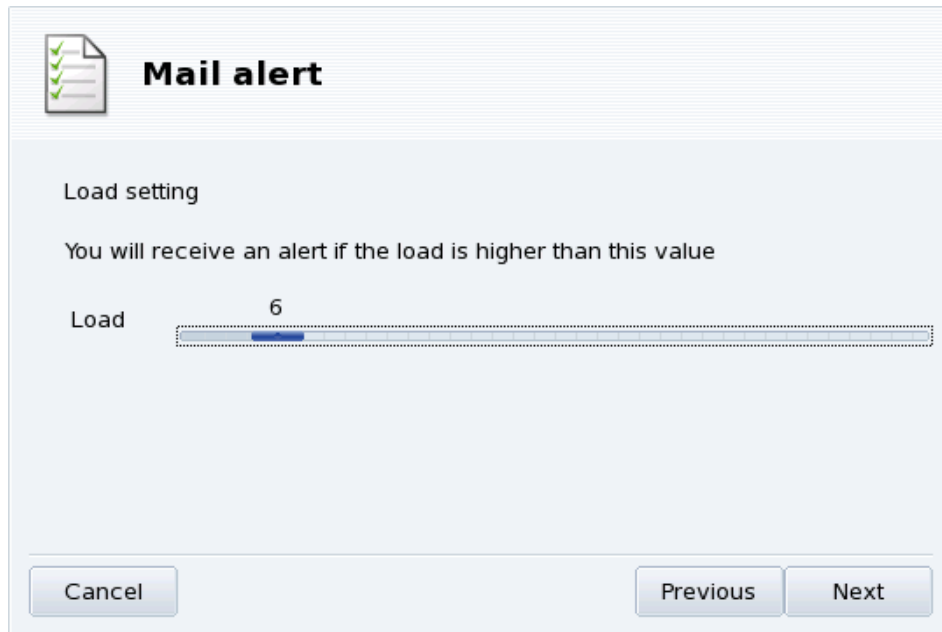 Mail alert
Load setting
You will receive an alert if the load is higher than this value
6
Load
Cancel
Previous
Next